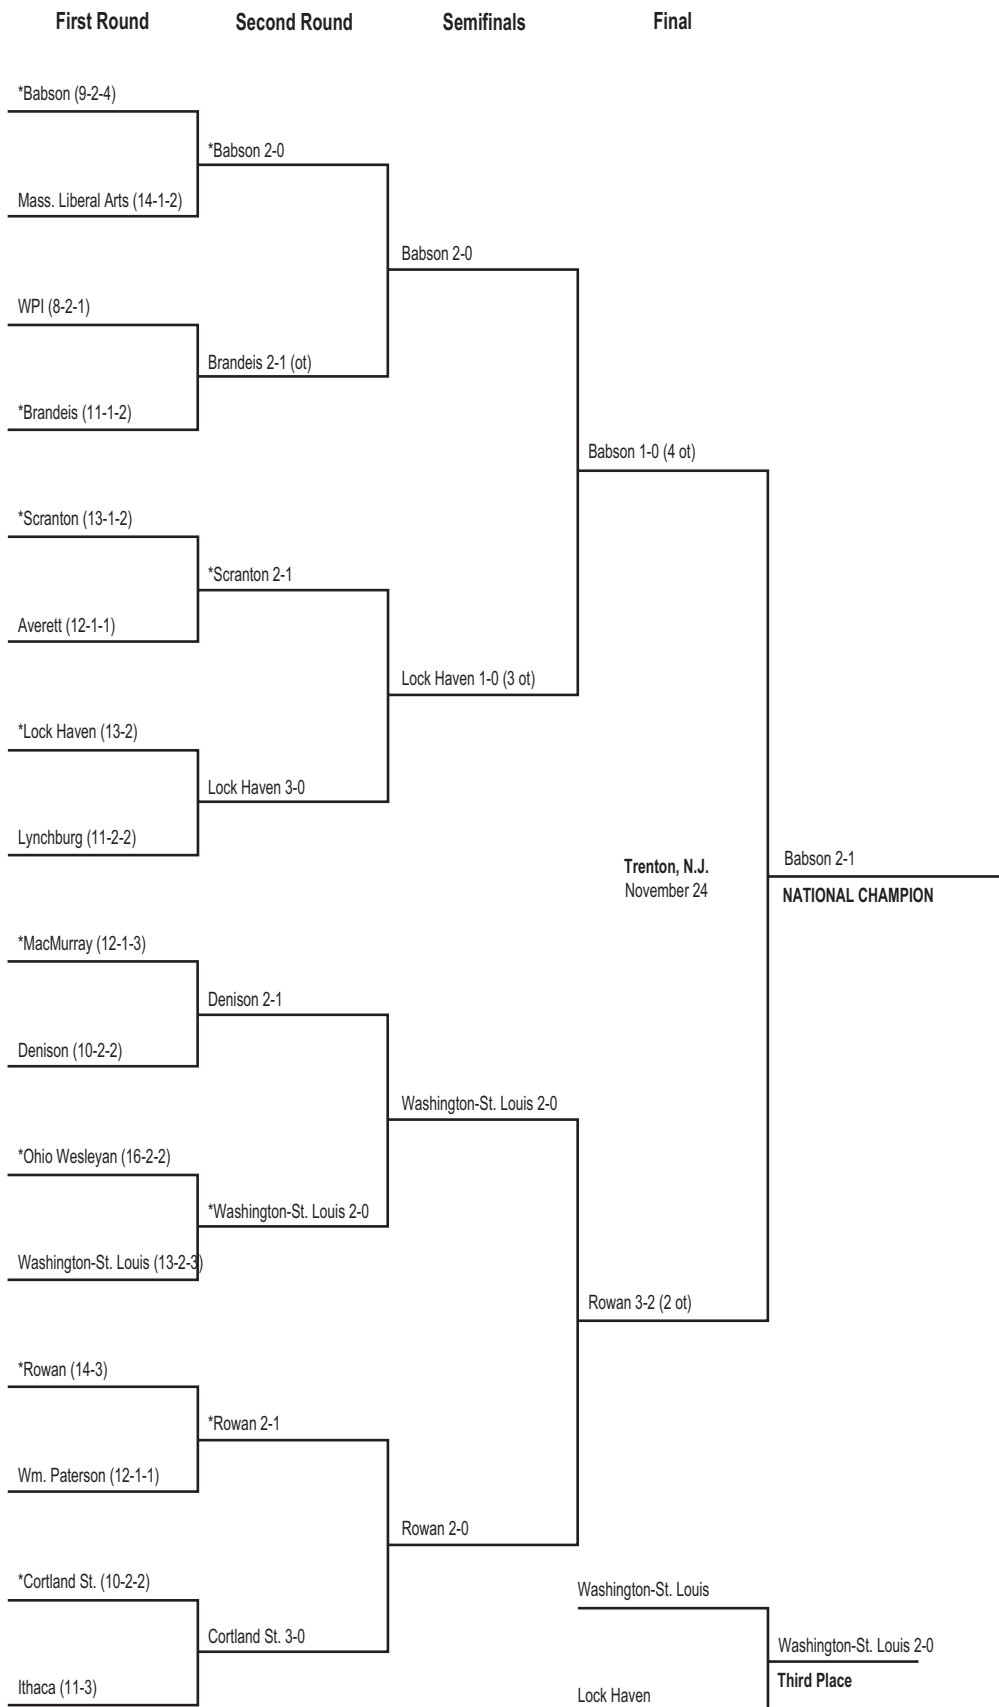 First Round
Second Round
Semifinals
Final
*Babson (9-2-4)
*Babson 2-0
Mass. Liberal Arts (14-1-2)
Babson 2-0
WPI (8-2-1)
Brandeis 2-1 (ot)
*Brandeis (11-1-2)
Babson 1-0 (4 ot)
*Scranton (13-1-2)
*Scranton 2-1
Averett (12-1-1)
Lock Haven 1-0 (3 ot)
*Lock Haven (13-2)
Lock Haven 3-0
Lynchburg (11-2-2)
Trenton, N.J.
November 24
Babson 2-1
NATIONAL CHAMPION
*MacMurray (12-1-3)
Denison 2-1
Denison (10-2-2)
Washington-St. Louis 2-0
*Ohio Wesleyan (16-2-2)
*Washington-St. Louis 2-0
Washington-St. Louis (13-2-3)
Rowan 3-2 (2 ot)
*Rowan (14-3)
*Rowan 2-1
Wm. Paterson (12-1-1)
Rowan 2-0
*Cortland St. (10-2-2)
Cortland St. 3-0
Ithaca (11-3)
Washington-St. Louis
Washington-St. Louis 2-0
Third Place
Lock Haven